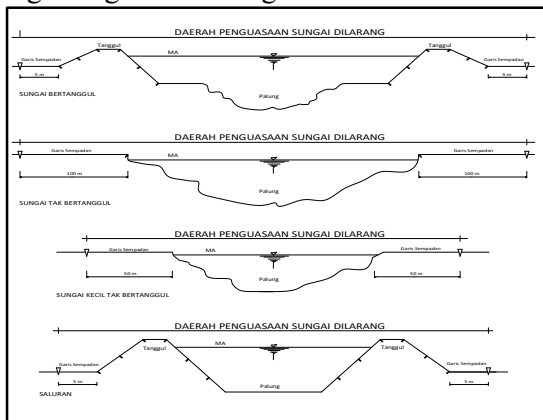 DAERAH PENGUASAAN SUNGAI DILARANG
Tanggul
MA
Tanggul
Garis Sempadan
Garis Sempadan
5 m
5 m
Palung
SUNGAI BERTANGGUL
DAERAH PENGUASAAN SUNGAI DILARANG
Garis Sempadan
MA
Garis Sempadan
100 m
100 m
Palung
SUNGAI TAK BERTANGGUL
DAERAH PENGUASAAN SUNGAI DILARANG
Garis Sempadan
MA
Garis Sempadan
50 m
50 m
Palung
SUNGAI KECIL TAK BERTANGGUL
DAERAH PENGUASAAN SUNGAI DILARANG
MA
Tanggul
Tanggul
Garis Sempadan
Garis Sempadan
5 m
5 m
Palung
SALURAN